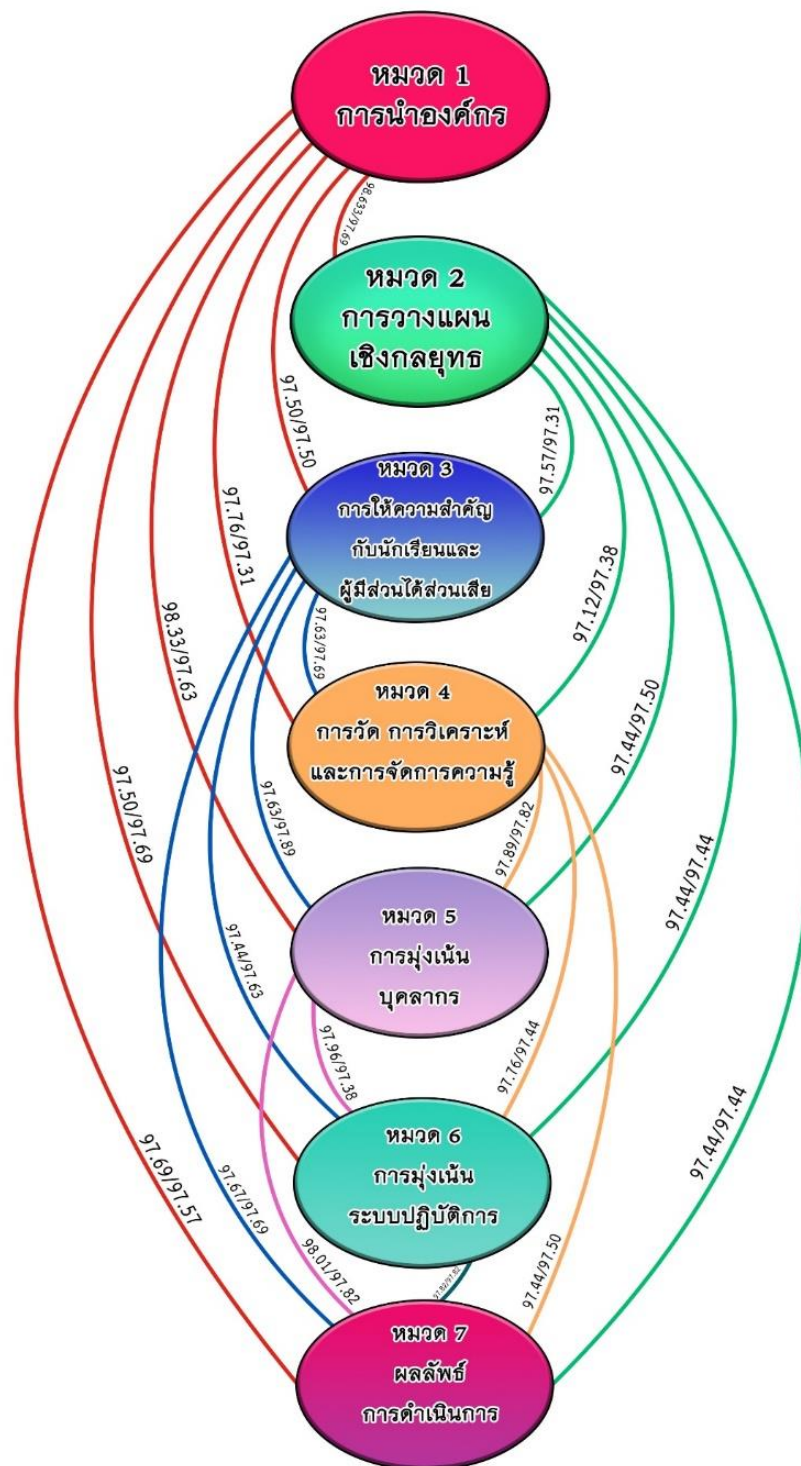 หมวด 1
การนำองค์กร
98.633/97.69
หมวด 2
การวางแผน
เชิงกลยุทธ
97.50/97.50
97.57/97.31
หมวด 3
การให้ความสำคัญ
กับนักเรียนและ
ผู้มีส่วนได้ส่วนเสีย
97.76/97.31
97.12/97.38
98.33/97.63
97.63/97.69
หมวด 4
การวัด การวิเคราะห์
และการจัดการความรู้
97.44/97.50
97.50/97.69
97.63/97.89
97.89/97.82
97.44/97.44
หมวด 5
การมุ่งเน้น
บุคลากร
97.44/97.63
97.96/97.38
97.76/97.44
หมวด 6
การมุ่งเน้น
ระบบปฏิบัติการ
97.69/97.57
97.67/97.69
98.01/97.82
97.82/97.82
97.44/97.50
97.44/97.44
หมวด 7
ผลลัพธ์
การดำเนินการ